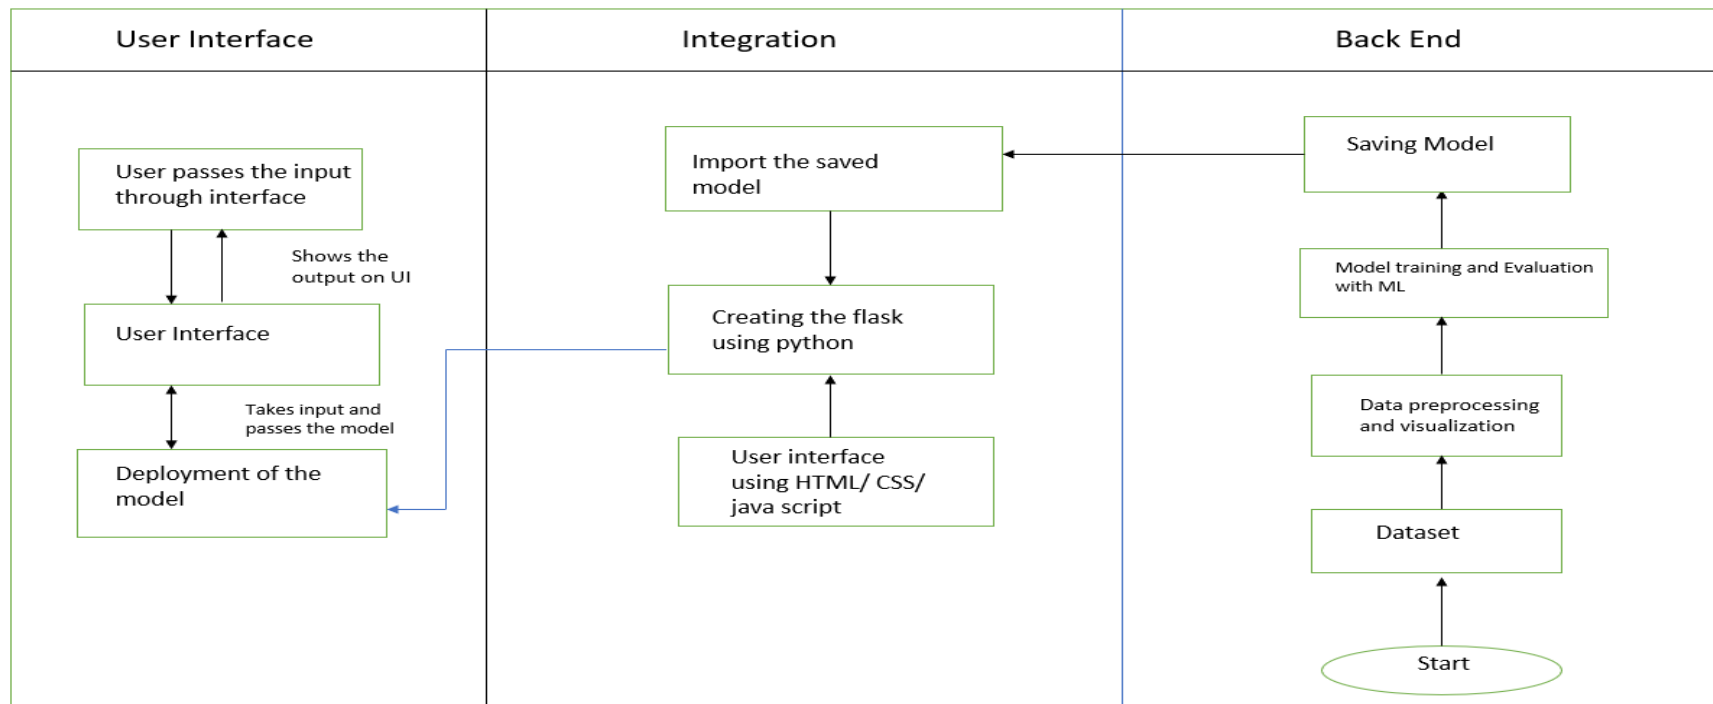 User Interface
Integration
Back End
User passes the input
through interface
Shows the
output on UI
User Interface
Takes input and
passes the model
Deployment of the
model
Import the saved
model
Creating the flask
using python
User interface
using HTML/ CSS/
java script
Saving Model
Model training and Evaluation
with ML
Data preprocessing
and visualization
Dataset
Start